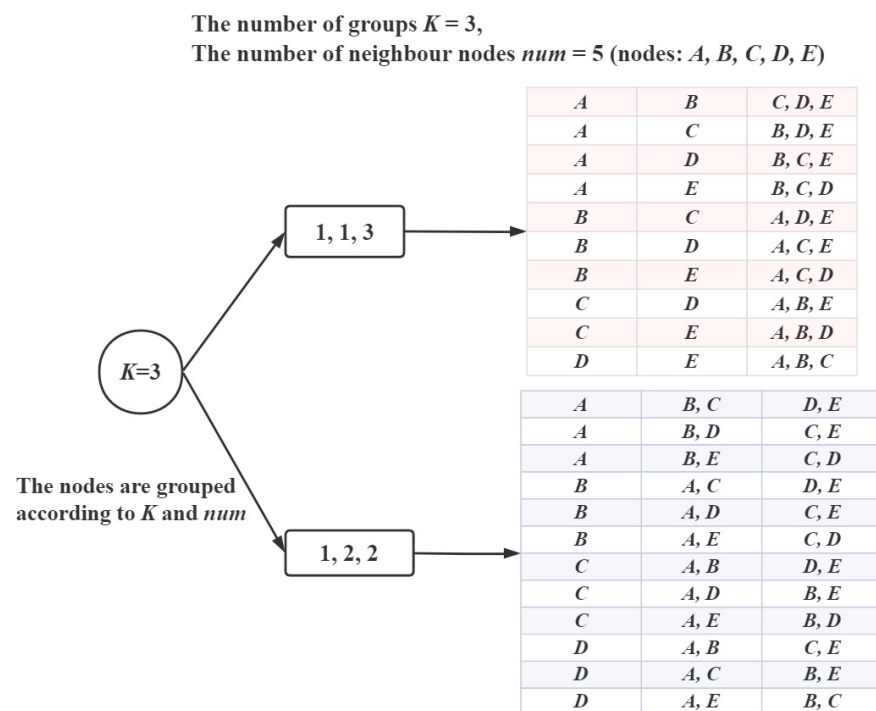 The number of groups K = 3,
The number of neighbour nodes num = 5 (nodes: A, B, C, D, E)
A B C, D, E
A C B, D, E
A D B, C, E
A E B, C, D
B C A, D, E
B D A, C, E
B E A, C, D
C D A, B, E
C E A, B, D
D E A, B, C
1, 1, 3
K=3
The nodes are grouped
according to K and num
1, 2, 2
A B, C D, E
A B, D C, E
A B, E C, D
B A, C D, E
B A, D C, E
B A, E C, D
C A, B D, E
C A, D B, E
C A, E B, D
D A, B C, E
D A, C B, E
D A, E B, C